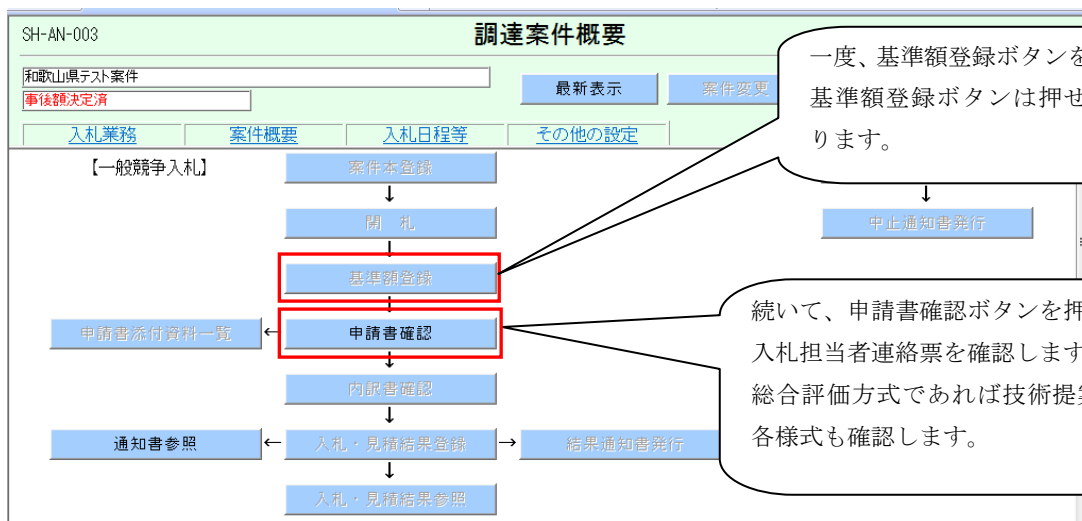 SH-AN-003
調達案件概要
和歌山県テスト案件
事後額決定済
最新表示
案件変更
入札業務
案件概要
入札日程等
その他の設定
一度、基準額登録ボタンを
基準額登録ボタンは押せ
ります。
【一般競争入札】
案件本登録
↓
↓
開 札
中止通知書発行
↓
基準額登録
↓
申請書添付資料一覧
←
申請書確認
続いて、申請書確認ボタンを押
入札担当者連絡票を確認します
総合評価方式であれば技術提案
各様式も確認します。
↓
内訳書確認
↓
通知書参照
←
入札・見積結果登録
→
結果通知書発行
↓
入札・見積結果参照